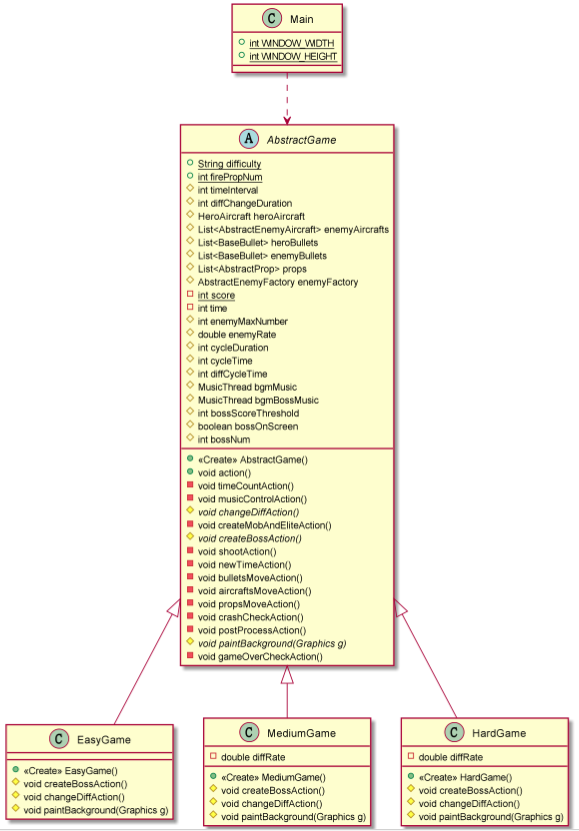 C Main
int WINDOW_WIDTH
int WINDOW_HEIGHT
A AbstractGame
String difficulty
int firePropNum
int timeInterval
int diffChangeDuration
HeroAircraft heroAircraft
List<AbstractEnemyAircraft> enemyAircrafts
List<BaseBullet> heroBullets
List<BaseBullet> enemyBullets
List<AbstractProp> props
AbstractEnemyFactory enemyFactory
int score
int time
int enemyMaxNumber
double enemyRate
int cycleDuration
int cycleTime
int diffCycleTime
MusicThread bgmMusic
MusicThread bgmBossMusic
int bossScoreThreshold
boolean bossOnScreen
int bossNum
«Create» AbstractGame()
void action()
void timeCountAction()
void musicControlAction()
void changeDiffAction()
void createMobAndEliteAction()
void createBossAction()
void shootAction()
void newTimeAction()
void bulletsMoveAction()
void aircraftsMoveAction()
void propsMoveAction()
void crashCheckAction()
void postProcessAction()
void paintBackground(Graphics g)
void gameOverCheckAction()
C EasyGame
«Create» EasyGame()
void createBossAction()
void changeDiffAction()
void paintBackground(Graphics g)
C MediumGame
double diffRate
«Create» MediumGame()
void createBossAction()
void changeDiffAction()
void paintBackground(Graphics g)
C HardGame
double diffRate
«Create» HardGame()
void createBossAction()
void changeDiffAction()
void paintBackground(Graphics g)